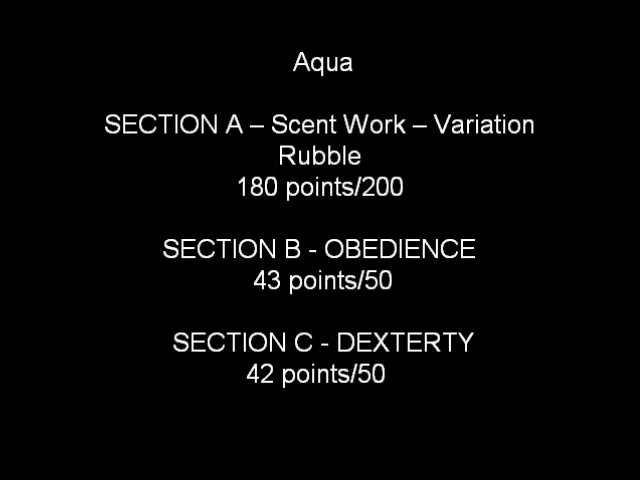 Aqua
SECTION A – Scent Work – Variation
Rubble
180 points/200
SECTION B - OBEDIENCE
43 points/50
SECTION C - DEXTERTY
42 points/50